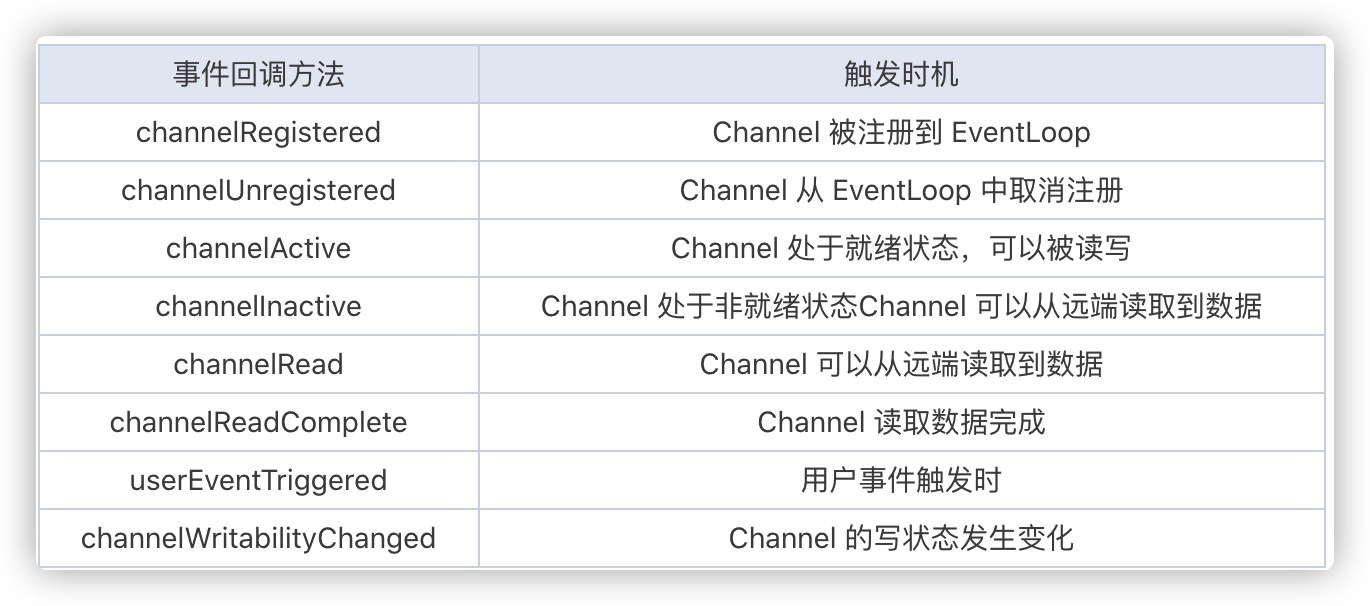 事件回调方法 触发时机
channelRegistered Channel 被注册到 EventLoop
channelUnregistered Channel 从 EventLoop 中取消注册
channelActive Channel 处于就绪状态，可以被读写
channelInactive Channel 处于非就绪状态Channel 可以从远端读取到数据
channelRead Channel 可以从远端读取到数据
channelReadComplete Channel 读取数据完成
userEventTriggered 用户事件触发时
channelWritabilityChanged Channel 的写状态发生变化